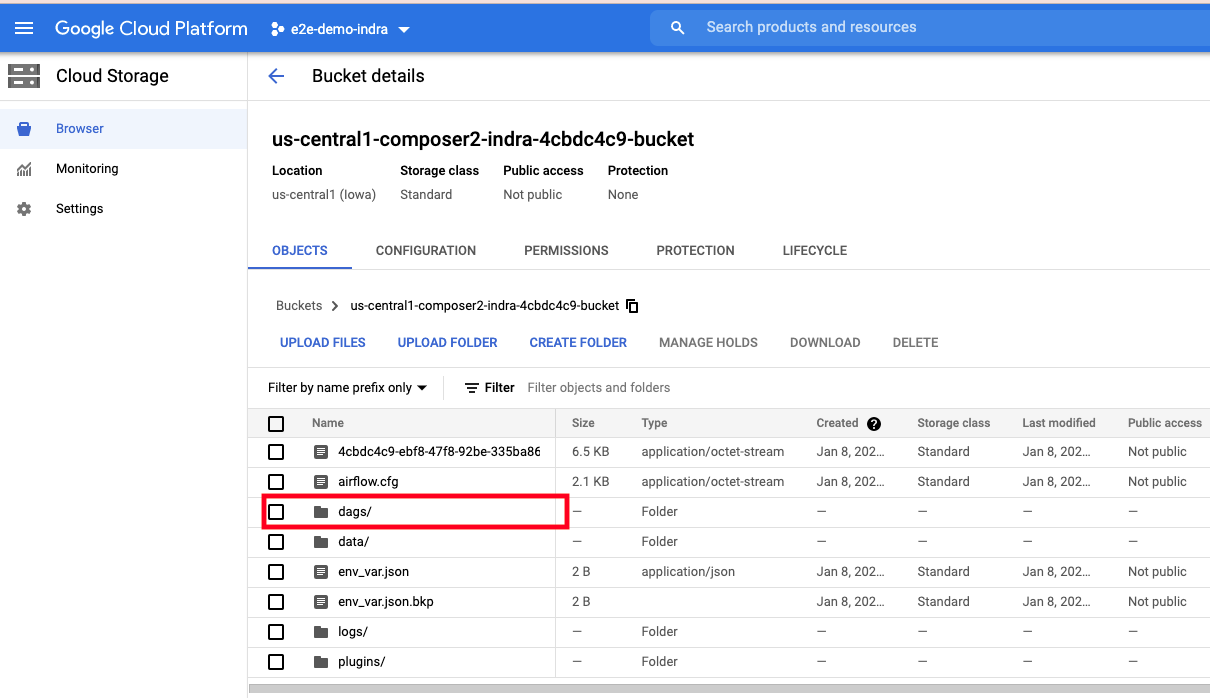 Google Cloud Platform e2e-demo-indra Search products and resources
Cloud Storage
Bucket details
Browser
Monitoring
Settings
us-central1-composer2-indra-4cbdc4c9-bucket
Location Storage class Public access Protection
us-central1 (Iowa) Standard Not public None
OBJECTS CONFIGURATION PERMISSIONS PROTECTION LIFECYCLE
Buckets > us-central1-composer2-indra-4cbdc4c9-bucket
UPLOAD FILES UPLOAD FOLDER CREATE FOLDER MANAGE HOLDS DOWNLOAD DELETE
Filter by name prefix only Filter Filter objects and folders
Name Size Type Created ? Storage class Last modified Public access
4cbdc4c9-ebf8-47f8-92be-335ba86 6.5 KB application/octet-stream Jan 8, 202... Standard Jan 8, 202... Not public
airflow.cfg 2.1 KB application/octet-stream Jan 8, 202... Standard Jan 8, 202... Not public
dags/ — Folder — — — —
data/ — Folder — — — —
env_var.json 2 B application/json Jan 8, 202... Standard Jan 8, 202... Not public
env_var.json.bkp 2 B Jan 8, 202... Standard Jan 8, 202... Not public
logs/ — Folder — — — —
plugins/ — Folder — — — —